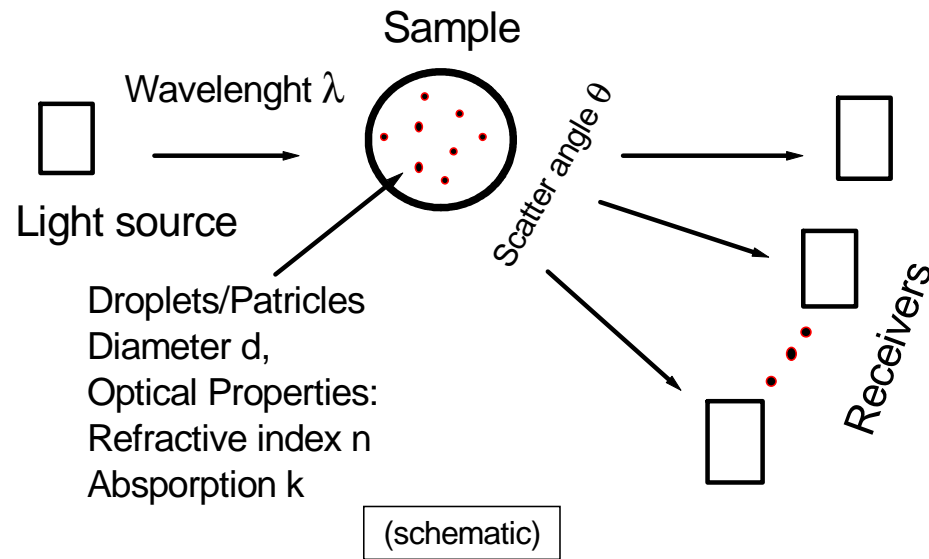 Sample
Wavelenght λ
Light source
Scatter angle θ
Droplets/Patricles
Diameter d,
Optical Properties:
Refractive index n
Absporption k
Receivers
(schematic)